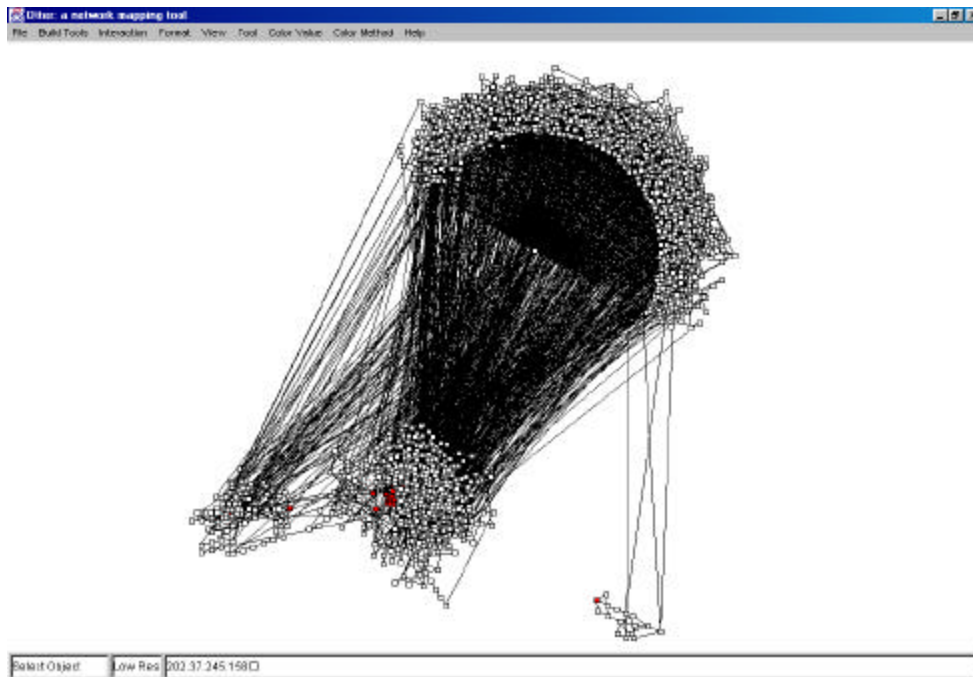 Otter: a network mapping tool
File Build Tools Interaction Format View Tool Color Value Color Method Help
Select Object Low Res 202.37.245.158